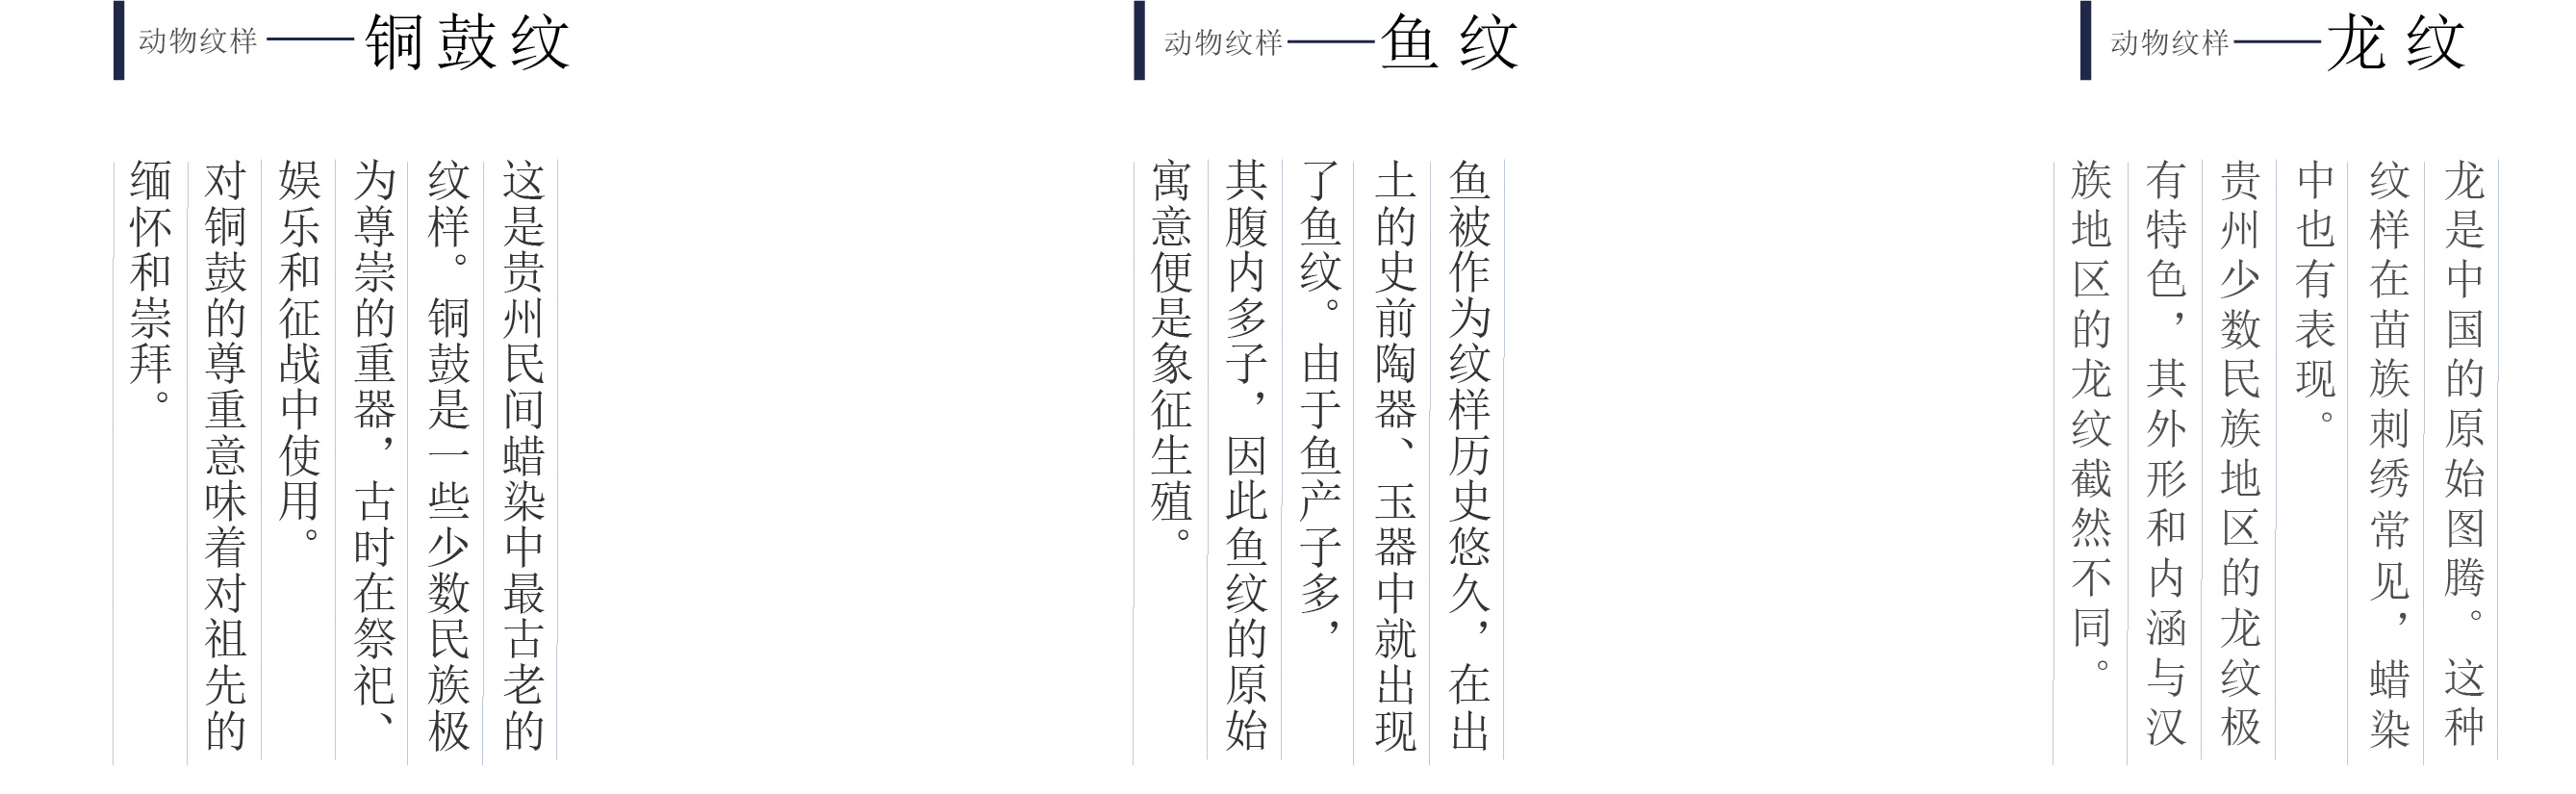 动物纹样——铜鼓纹
这是贵州民间蜡染中最古老的
纹样。铜鼓是一些少数民族极
为尊崇的重器，古时在祭祀、
娱乐和征战中使用。
对铜鼓的尊重意味着对祖先的
缅怀和崇拜。
动物纹样——鱼纹
鱼被作为纹样历史悠久，在出
土的史前陶器、玉器中就出现
了鱼纹。由于鱼产子多，
其腹内多子，因此鱼纹的原始
寓意便是象征生殖。
动物纹样——龙纹
龙是中国的原始图腾。这种
纹样在苗族刺绣常见，蜡染
中也有表现。
贵州少数民族地区的龙纹极
有特色，其外形和内涵与汉
族地区的龙纹截然不同。